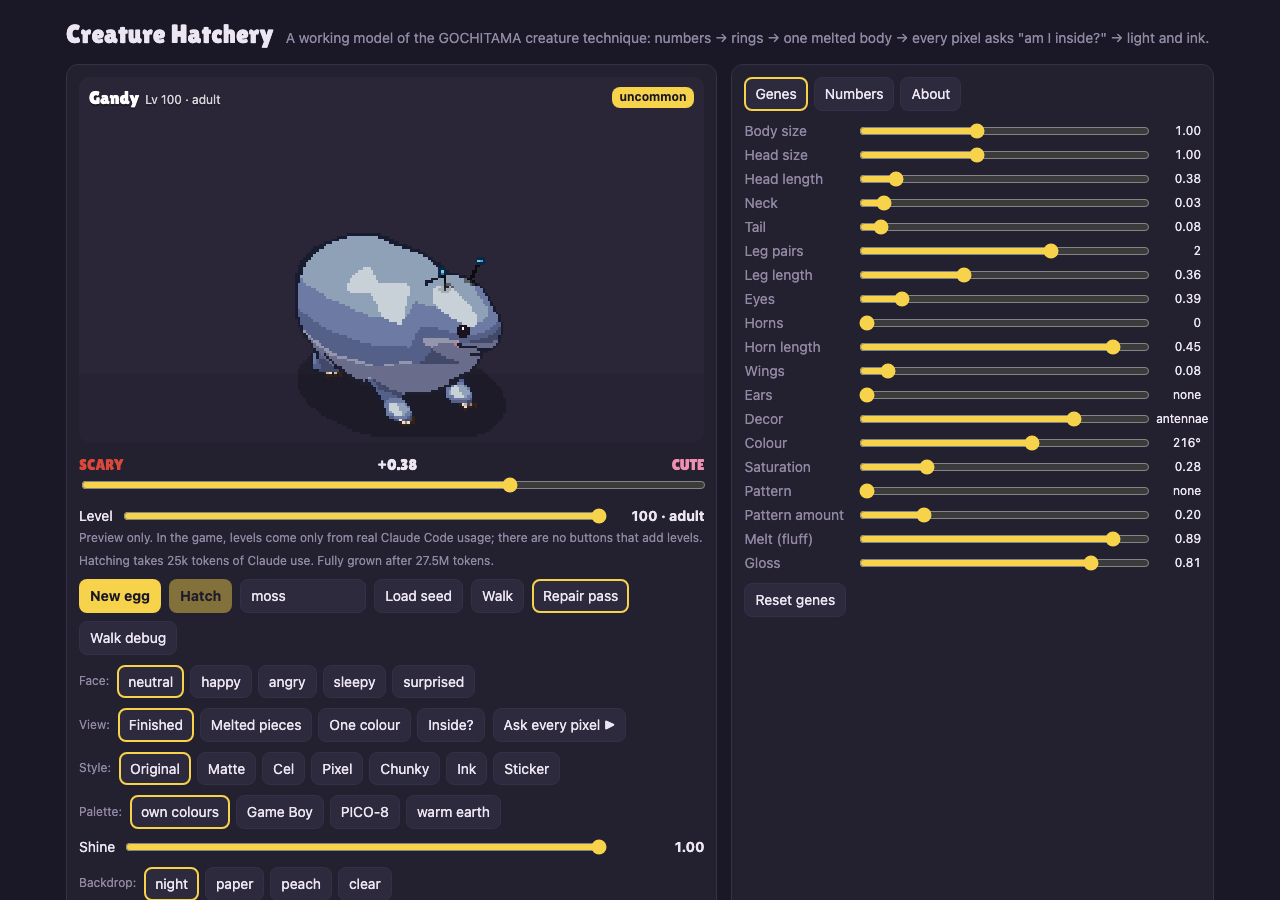 Creature Hatchery A working model of the GOCHITAMA creature technique: numbers → rings → one melted body → every pixel asks "am I inside?" → light and ink.
Gandy Lv 100 · adult
uncommon
SCARY +0.38 CUTE
Level 100 · adult
Preview only. In the game, levels come only from real Claude Code usage; there are no buttons that add levels.
Hatching takes 25k tokens of Claude use. Fully grown after 27.5M tokens.
New egg Hatch moss Load seed Walk Repair pass
Walk debug
Face: neutral happy angry sleepy surprised
View: Finished Melted pieces One colour Inside? Ask every pixel ▶
Style: Original Matte Cel Pixel Chunky Ink Sticker
Palette: own colours Game Boy PICO-8 warm earth
Shine 1.00
Backdrop: night paper peach clear
Genes Numbers About
Body size 1.00
Head size 1.00
Head length 0.38
Neck 0.03
Tail 0.08
Leg pairs 2
Leg length 0.36
Eyes 0.39
Horns 0
Horn length 0.45
Wings 0.08
Ears none
Decor antennae
Colour 216°
Saturation 0.28
Pattern none
Pattern amount 0.20
Melt (fluff) 0.89
Gloss 0.81
Reset genes